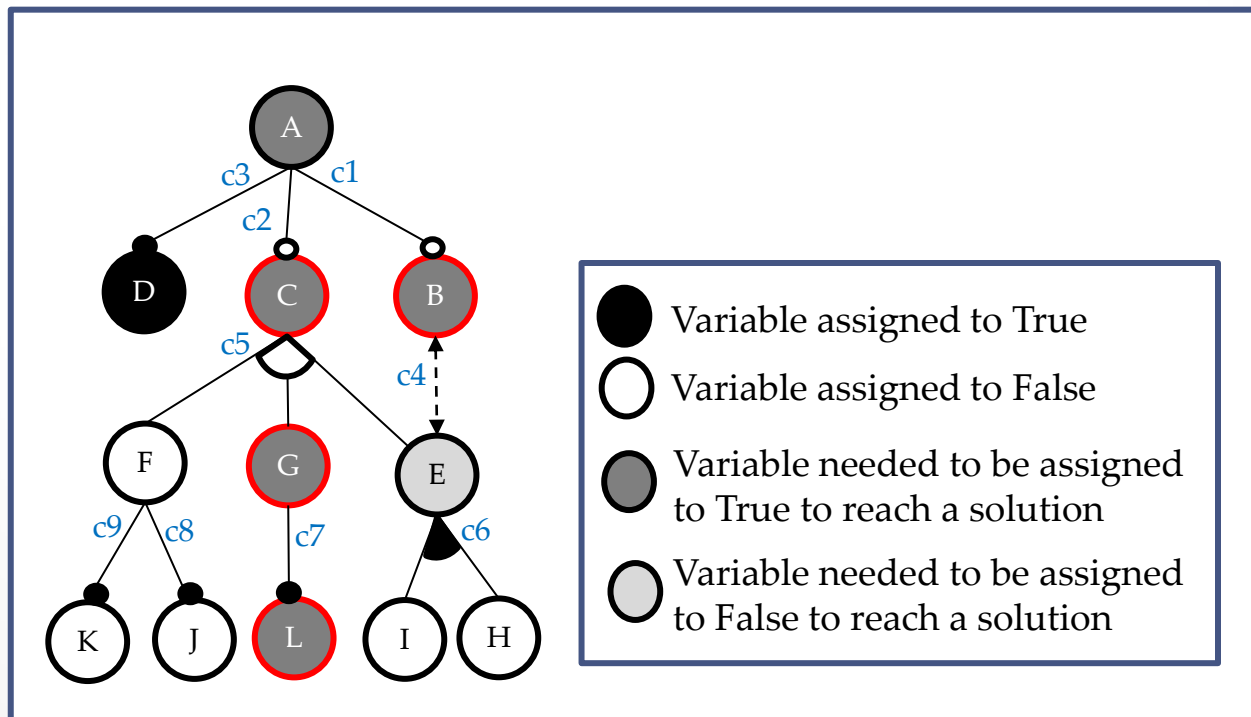 A
c3
c1
c2
D
C
B
c5
c4
F
G
E
c9
c8
c7
c6
K
J
L
I
H
Variable assigned to True
Variable assigned to False
Variable needed to be assigned
to True to reach a solution
Variable needed to be assigned
to False to reach a solution